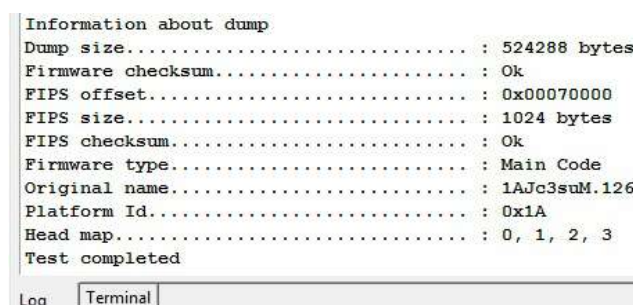 Information about dump
Dump size................................ : 524288 bytes
Firmware checksum........................ : Ok
FIPS offset.............................. : 0x00070000
FIPS size................................ : 1024 bytes
FIPS checksum............................ : Ok
Firmware type............................ : Main Code
Original name............................ : 1AJc3suM.126
Platform Id.............................. : 0x1A
Head map................................. : 0, 1, 2, 3
Test completed
Log Terminal